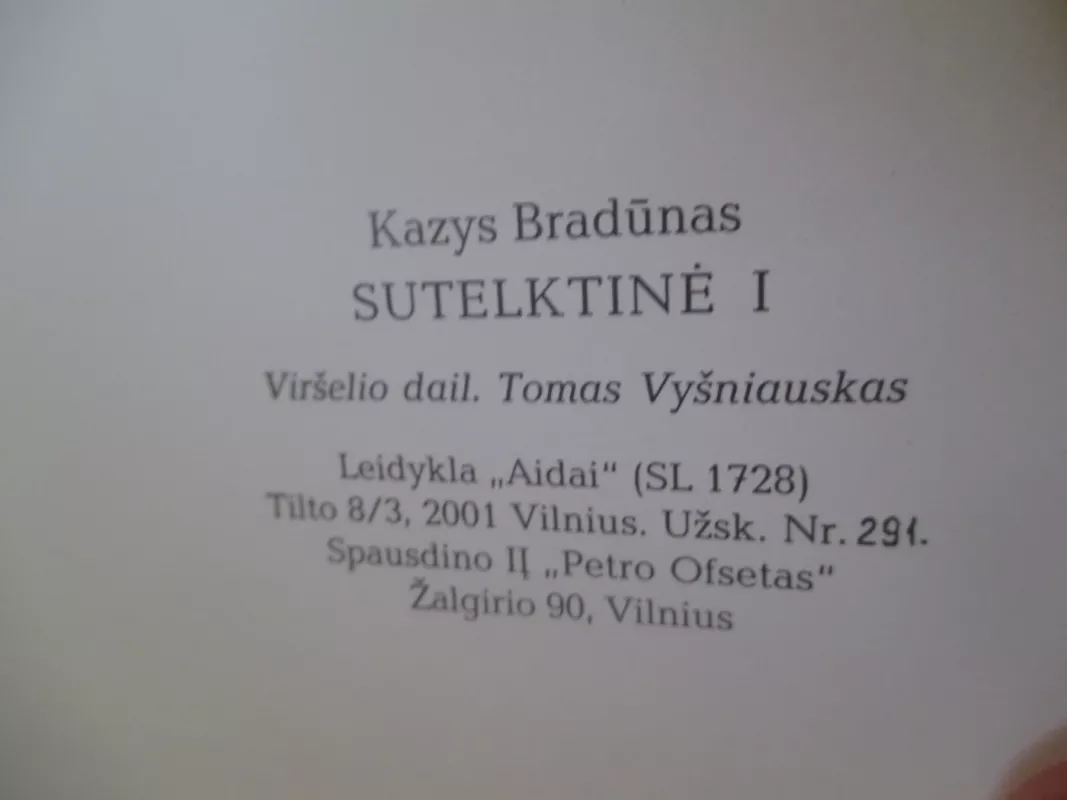 Kazys Bradūnas
SUTELKTINĖ I
Viršelio dail. Tomas Vyšniauskas
Leidykla „Aidai“ (SL 1728)
Tilto 8/3, 2001 Vilnius. Užsk. Nr. 291.
Spausdino IĮ „Petro Ofsetas“
Žalgirio 90, Vilnius